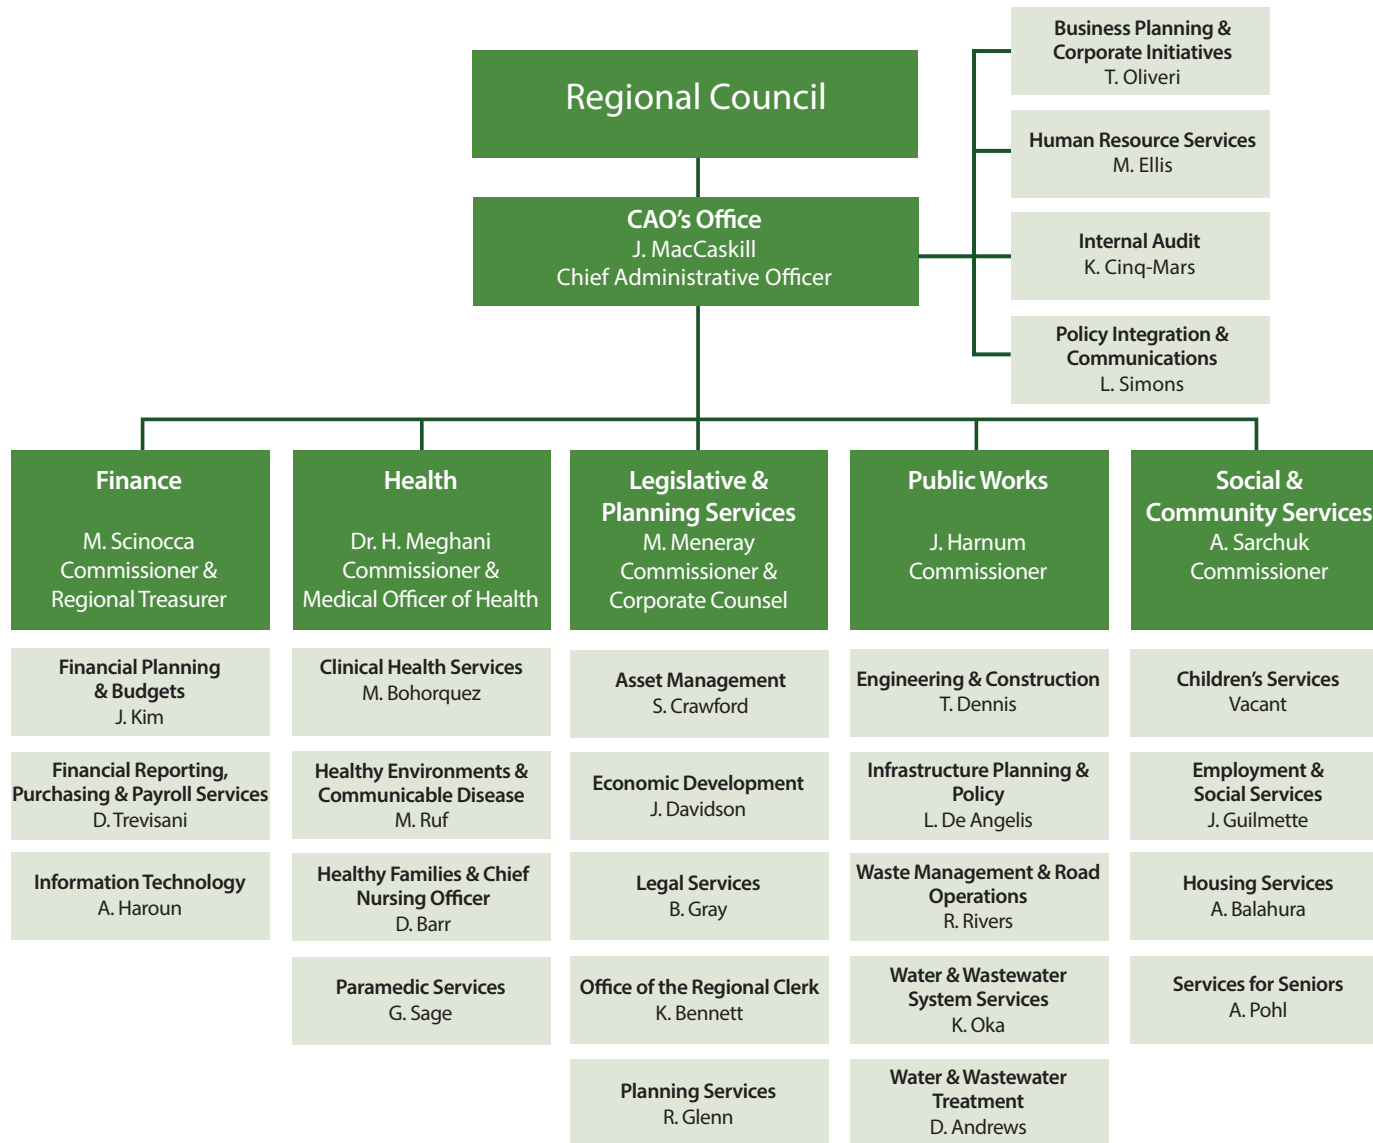 Regional Council
CAO's Office
J. MacCaskill
Chief Administrative Officer
Business Planning &
Corporate Initiatives
T. Oliveri
Human Resource Services
M. Ellis
Internal Audit
K. Cinq-Mars
Policy Integration &
Communications
L. Simons
Finance
M. Scinocca
Commissioner &
Regional Treasurer
Financial Planning
& Budgets
J. Kim
Financial Reporting,
Purchasing & Payroll Services
D. Trevisani
Information Technology
A. Haroun
Health
Dr. H. Meghani
Commissioner &
Medical Officer of Health
Clinical Health Services
M. Bohorquez
Healthy Environments &
Communicable Disease
M. Ruf
Healthy Families & Chief
Nursing Officer
D. Barr
Paramedic Services
G. Sage
Legislative &
Planning Services
M. Meneray
Commissioner &
Corporate Counsel
Asset Management
S. Crawford
Economic Development
J. Davidson
Legal Services
B. Gray
Office of the Regional Clerk
K. Bennett
Planning Services
R. Glenn
Public Works
J. Harnum
Commissioner
Engineering & Construction
T. Dennis
Infrastructure Planning &
Policy
L. De Angelis
Waste Management & Road
Operations
R. Rivers
Water & Wastewater
System Services
K. Oka
Water & Wastewater
Treatment
D. Andrews
Social &
Community Services
A. Sarchuk
Commissioner
Children's Services
Vacant
Employment &
Social Services
J. Guilmette
Housing Services
A. Balahura
Services for Seniors
A. Pohl